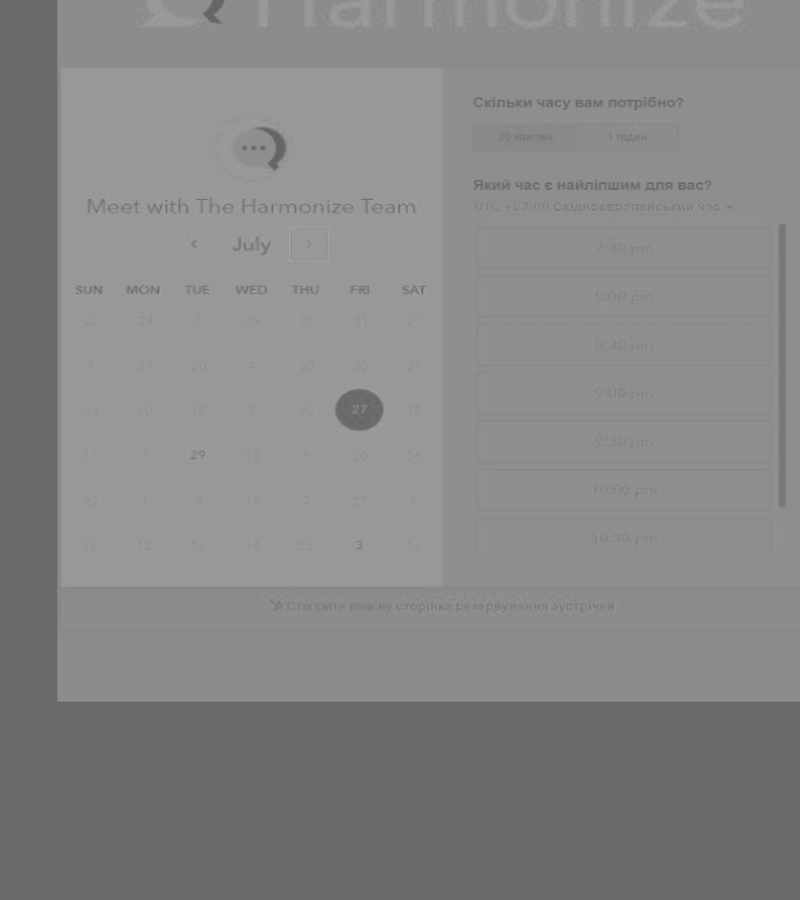 Harmonize
Meet with The Harmonize Team
July
SUN MON TUE WED THU FRI SAT
22 24 8 29 30 31 21
9 29 20 4 30 30 21
24 20 12 7 22 27 15
11 7 29 18 9 20 26
22 1 9 15 2 27 5
18 12 26 14 28 3 26
Скільки часу вам потрібно?
30 хвилин 1 годин
Який час є найліпшим для вас?
UTC +03:00 Східноєвропейський час
7:30 pm
8:00 pm
8:30 pm
9:00 pm
9:30 pm
10:00 pm
10:30 pm
Створити власну сторінка резервування зустрічей